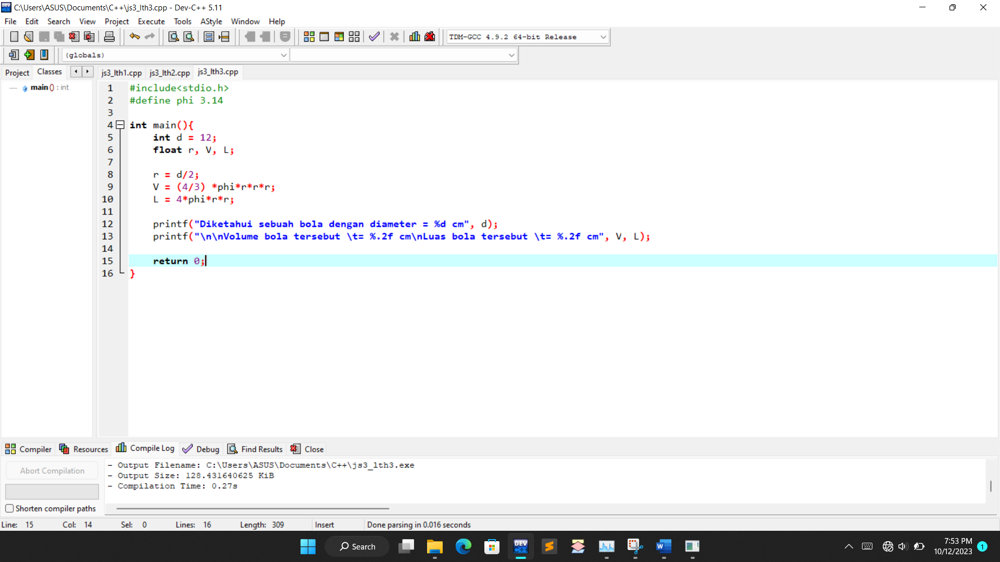 C:\Users\ASUS\Documents\C++\js3_lth3.cpp - Dev-C++ 5.11
File Edit Search View Project Execute Tools AStyle Window Help
TDM-GCC 4.9.2 64-bit Release
(globals)
Project Classes js3_lth1.cpp js3_lth2.cpp js3_lth3.cpp
main () : int
1 #include<stdio.h>
2 #define phi 3.14
3
4 int main(){
5 int d = 12;
6 float r, V, L;
7
8 r = d/2;
9 V = (4/3) *phi*r*r*r;
10 L = 4*phi*r*r;
11
12 printf("Diketahui sebuah bola dengan diameter = %d cm", d);
13 printf("\n\nVolume bola tersebut \t= %.2f cm\nLuas bola tersebut \t= %.2f cm", V, L);
14
15 return 0;
16 }
Compiler Resources Compile Log Debug Find Results Close
Abort Compilation
- Output Filename: C:\Users\ASUS\Documents\C++\js3_lth3.exe
- Output Size: 128.431640625 KiB
- Compilation Time: 0.27s
Shorten compiler paths
Line: 15 Col: 14 Sel: 0 Lines: 16 Length: 309 Insert Done parsing in 0.016 seconds
Search
DEV
C++
W
7:53 PM
10/12/2023
1